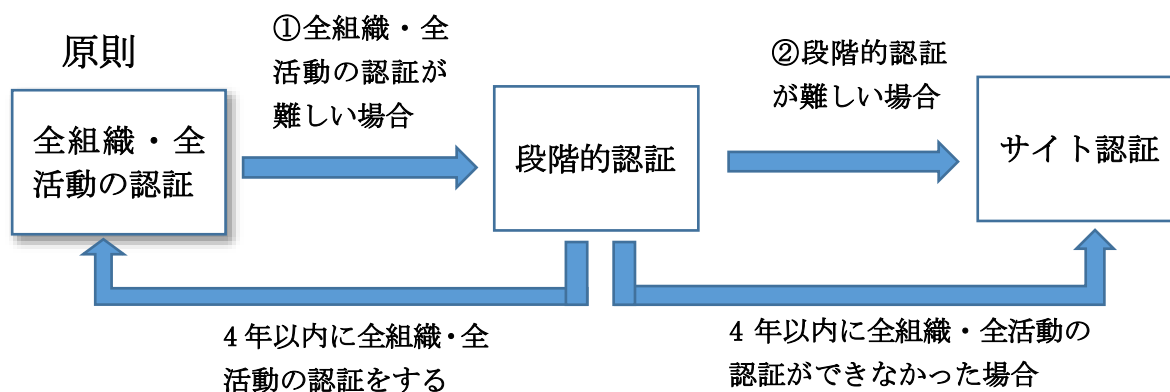 原則
全組織・全
活動の認証
①全組織・全
活動の認証が
難しい場合
段階的認証
②段階的認証
が難しい場合
サイト認証
4年以内に全組織・全
活動の認証をする
4 年以内に全組織・全活動の
認証ができなかった場合